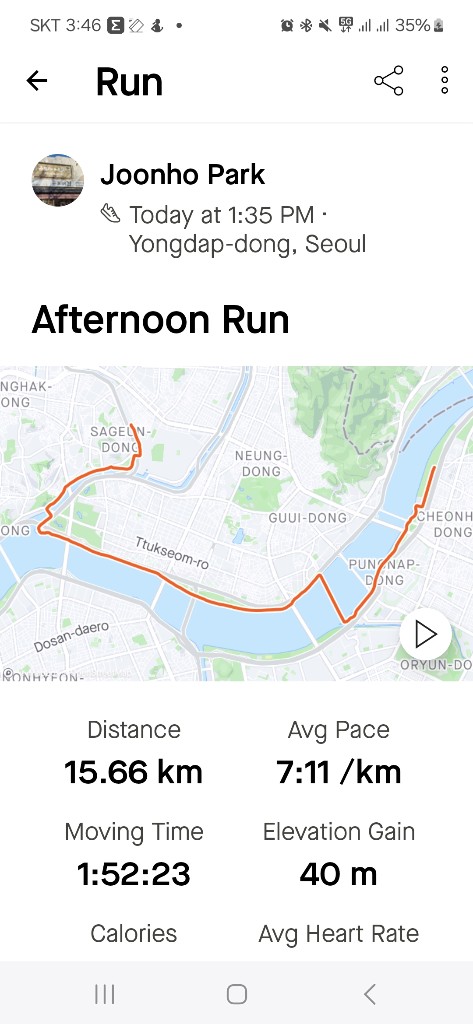 SKT 3:46
5G
35%
Run
Joonho Park
Today at 1:35 PM ·
Yongdap-dong, Seoul
Afternoon Run
NGHAK-
ONG
SAGEUN-
DONG
NEUNG-
DONG
GUUI-DONG
CHEONH
DONG
ONG
Ttukseom-ro
PUNGNAP-
DONG
Dosan-daero
ORYUN-DO
NONHYEON-
Distance
Avg Pace
15.66 km
7:11 /km
Moving Time
Elevation Gain
1:52:23
40 m
Calories
Avg Heart Rate